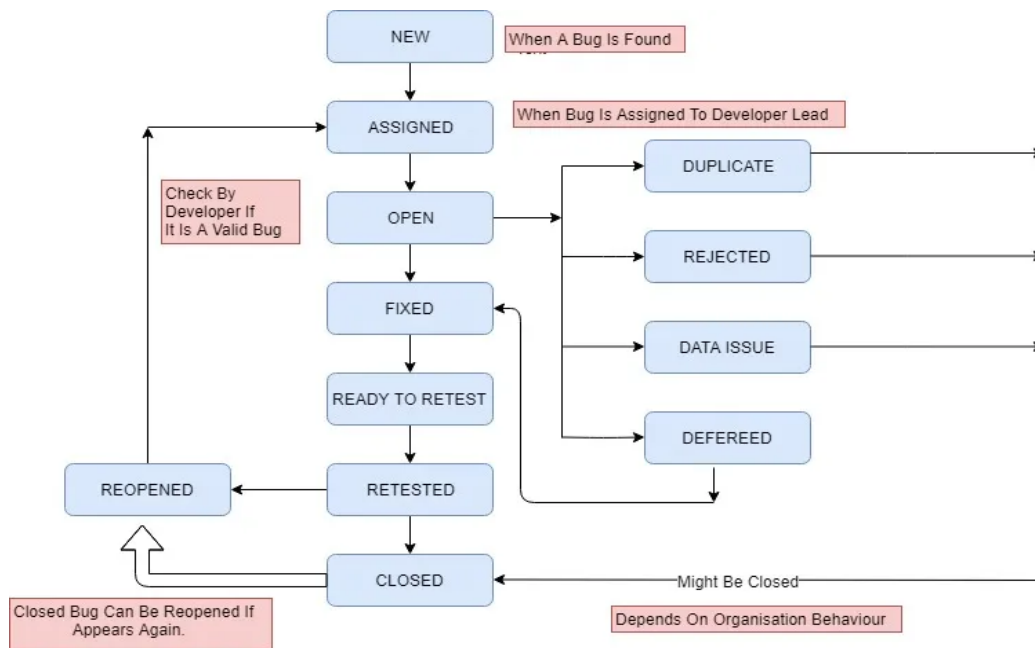 NEW
When A Bug Is Found
ASSIGNED
When Bug Is Assigned To Developer Lead
DUPLICATE
Check By
Developer If
It Is A Valid Bug
OPEN
REJECTED
FIXED
DATA ISSUE
READY TO RETEST
DEFEREED
REOPENED
RETESTED
CLOSED
Might Be Closed
Closed Bug Can Be Reopened If
Appears Again.
Depends On Organisation Behaviour